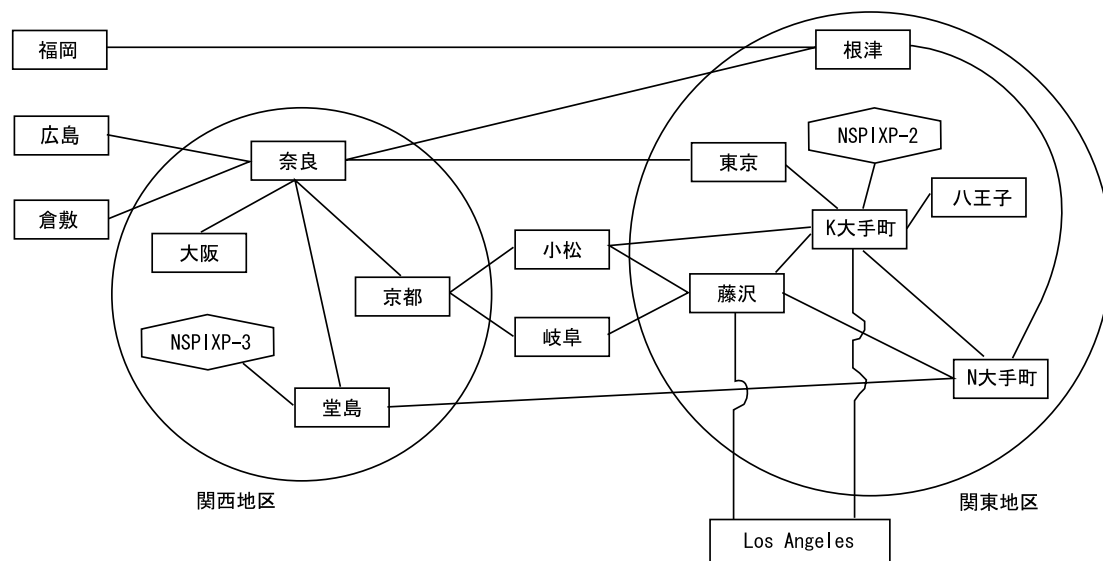 福岡
根津
広島
NSPIXP-2
奈良
東京
八王子
倉敷
K大手町
大阪
小松
京都
藤沢
NSPIXP-3
岐阜
N大手町
堂島
関西地区
関東地区
Los Angeles